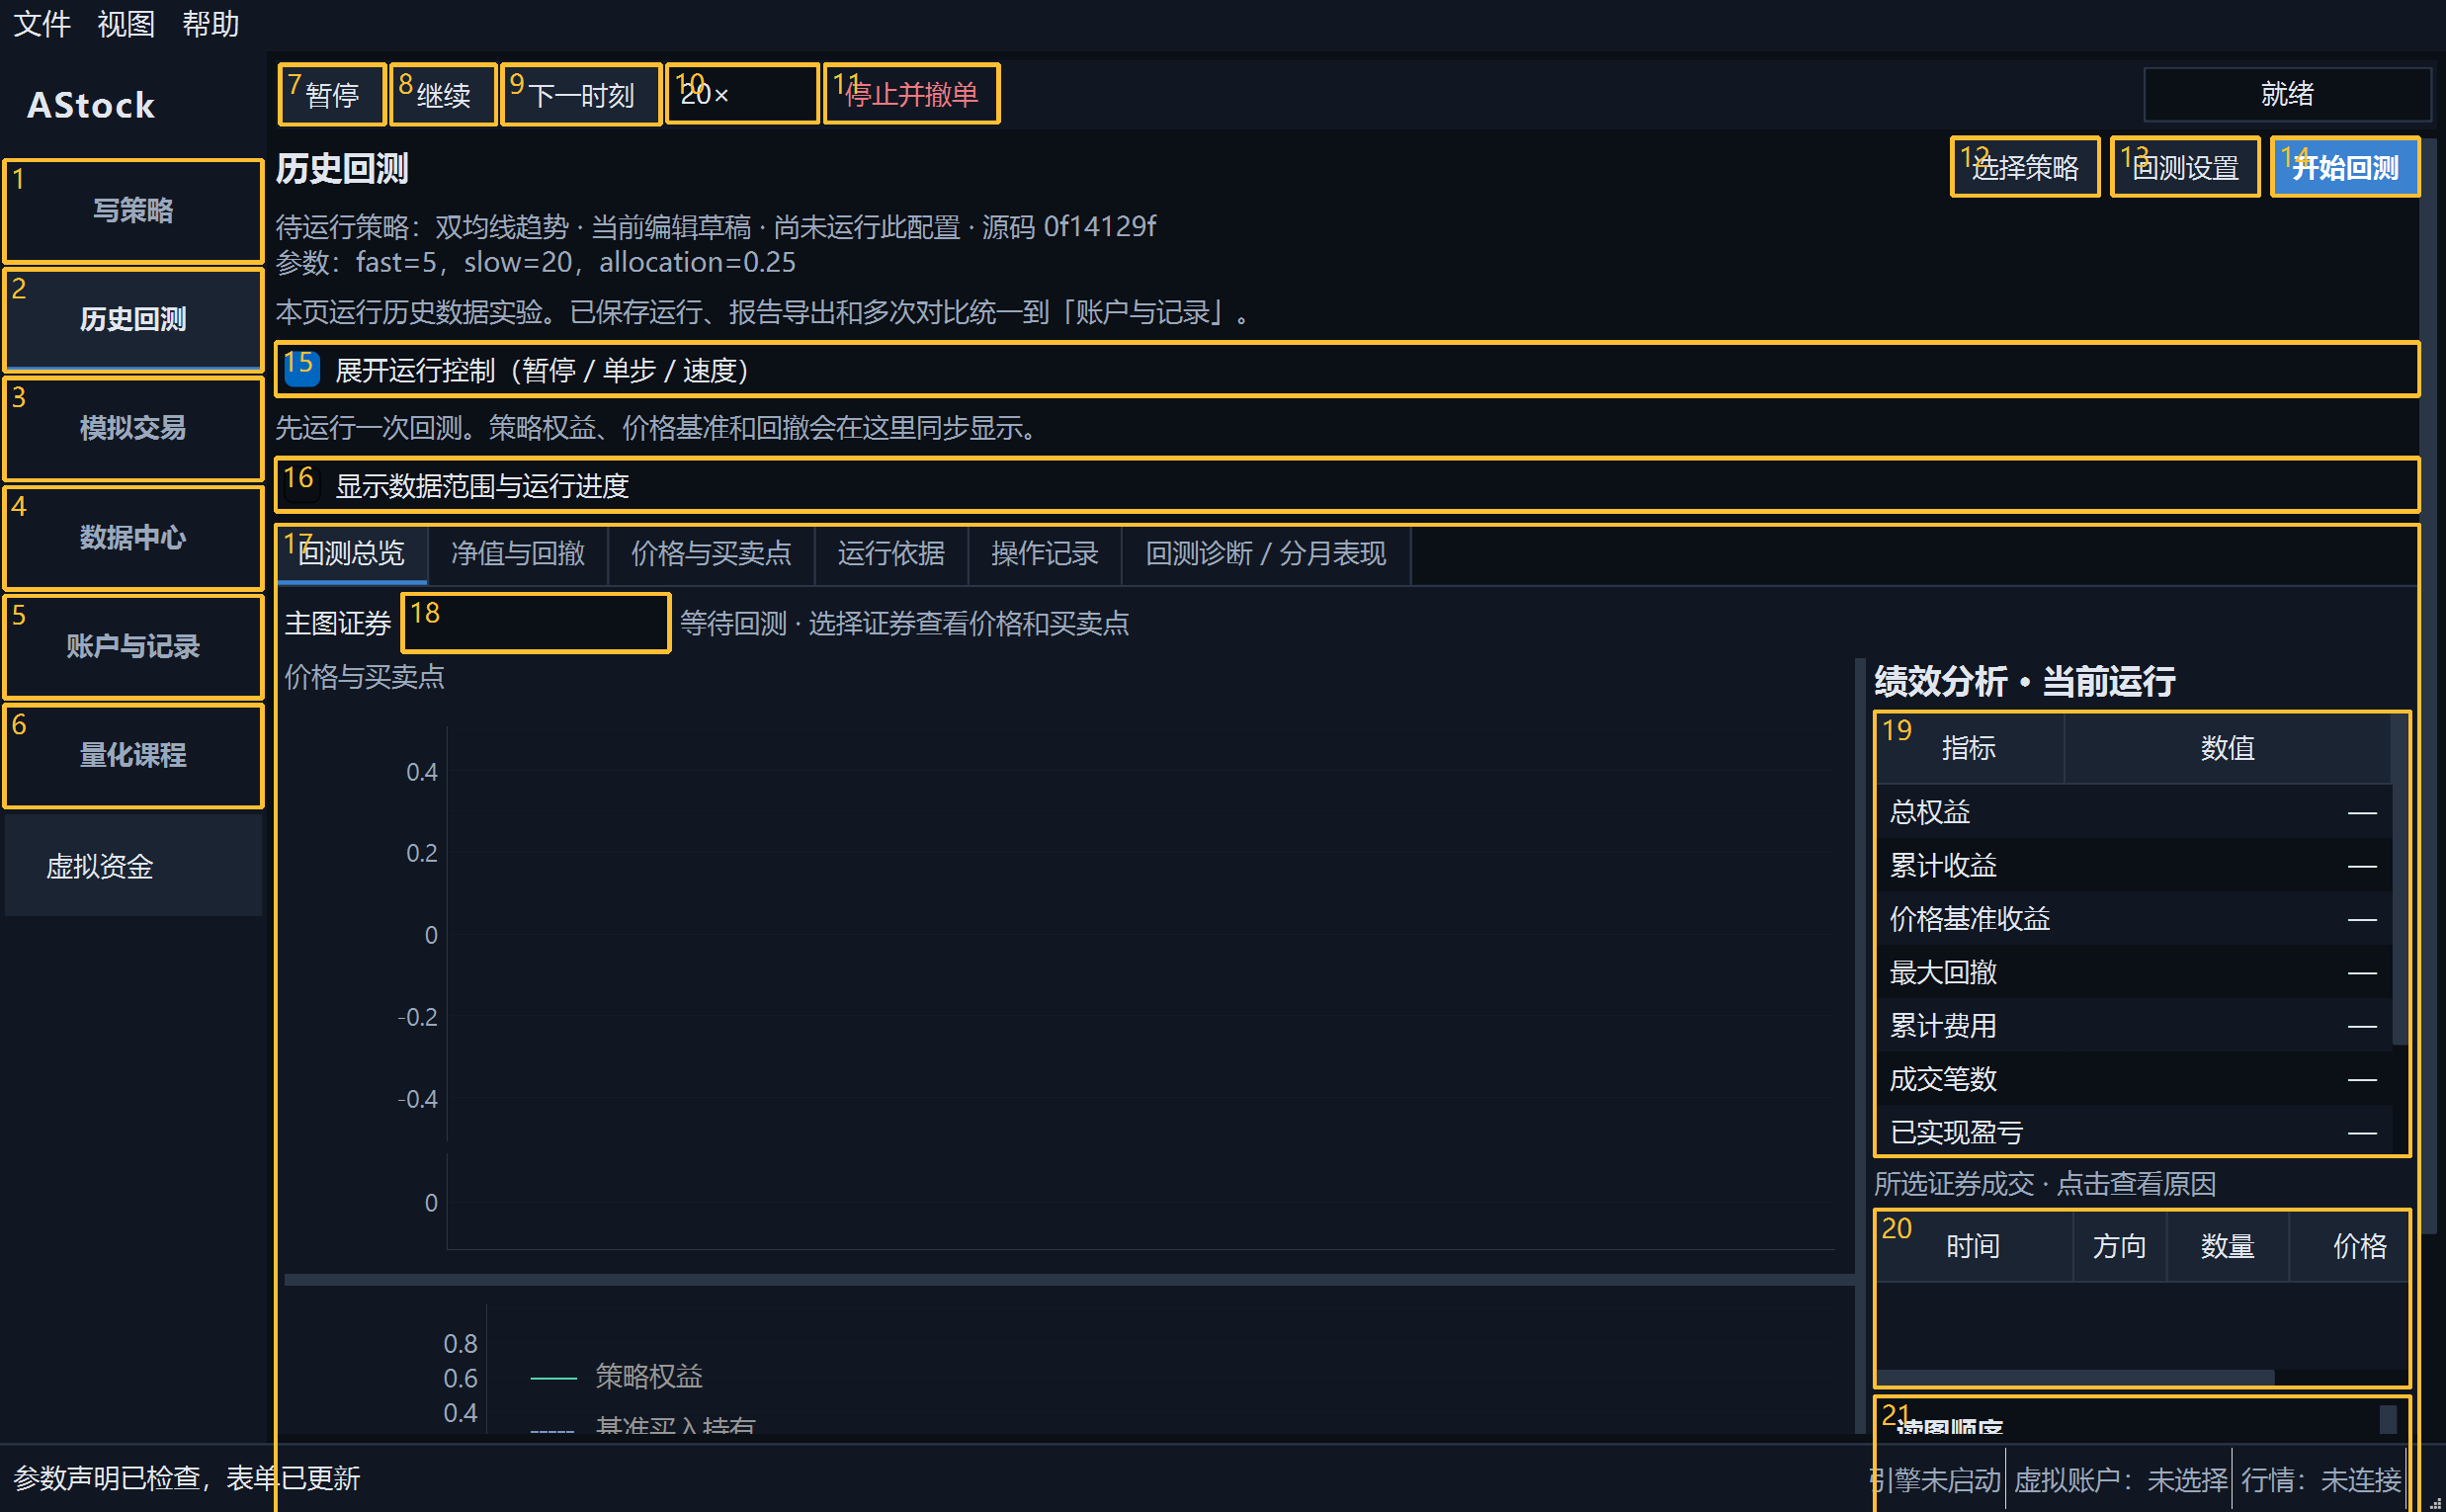 文件 视图 帮助
AStock
7 暂停 8 继续 9 下一时刻 10 20× 11 停止并撤单
就绪
1 写策略
2 历史回测
3 模拟交易
4 数据中心
5 账户与记录
6 量化课程
虚拟资金
历史回测
12 选择策略 13 回测设置 14 开始回测
待运行策略：双均线趋势 · 当前编辑草稿 · 尚未运行此配置 · 源码 0f14129f
参数：fast=5，slow=20，allocation=0.25
本页运行历史数据实验。已保存运行、报告导出和多次对比统一到「账户与记录」。
15 展开运行控制（暂停 / 单步 / 速度）
先运行一次回测。策略权益、价格基准和回撤会在这里同步显示。
16 显示数据范围与运行进度
17 回测总览 净值与回撤 价格与买卖点 运行依据 操作记录 回测诊断 / 分月表现
主图证券 18 等待回测 · 选择证券查看价格和买卖点
价格与买卖点
0.4
0.2
0
-0.2
-0.4
0
0.8
0.6
0.4
策略权益
基准买入持有
绩效分析 • 当前运行
19 指标 数值
总权益 —
累计收益 —
价格基准收益 —
最大回撤 —
累计费用 —
成交笔数 —
已实现盈亏 —
所选证券成交 · 点击查看原因
20 时间 方向 数量 价格
21 读图顺序
参数声明已检查，表单已更新
引擎未启动 虚拟账户：未选择 行情：未连接